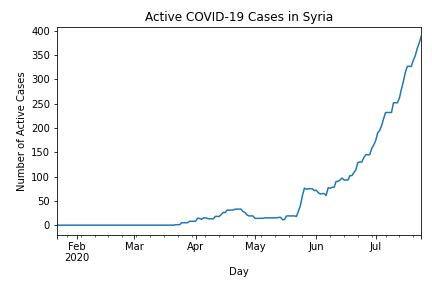 Active COVID-19 Cases in Syria
Number of Active Cases
400
350
300
250
200
150
100
50
0
Feb
2020
Mar
Apr
May
Jun
Jul
Day